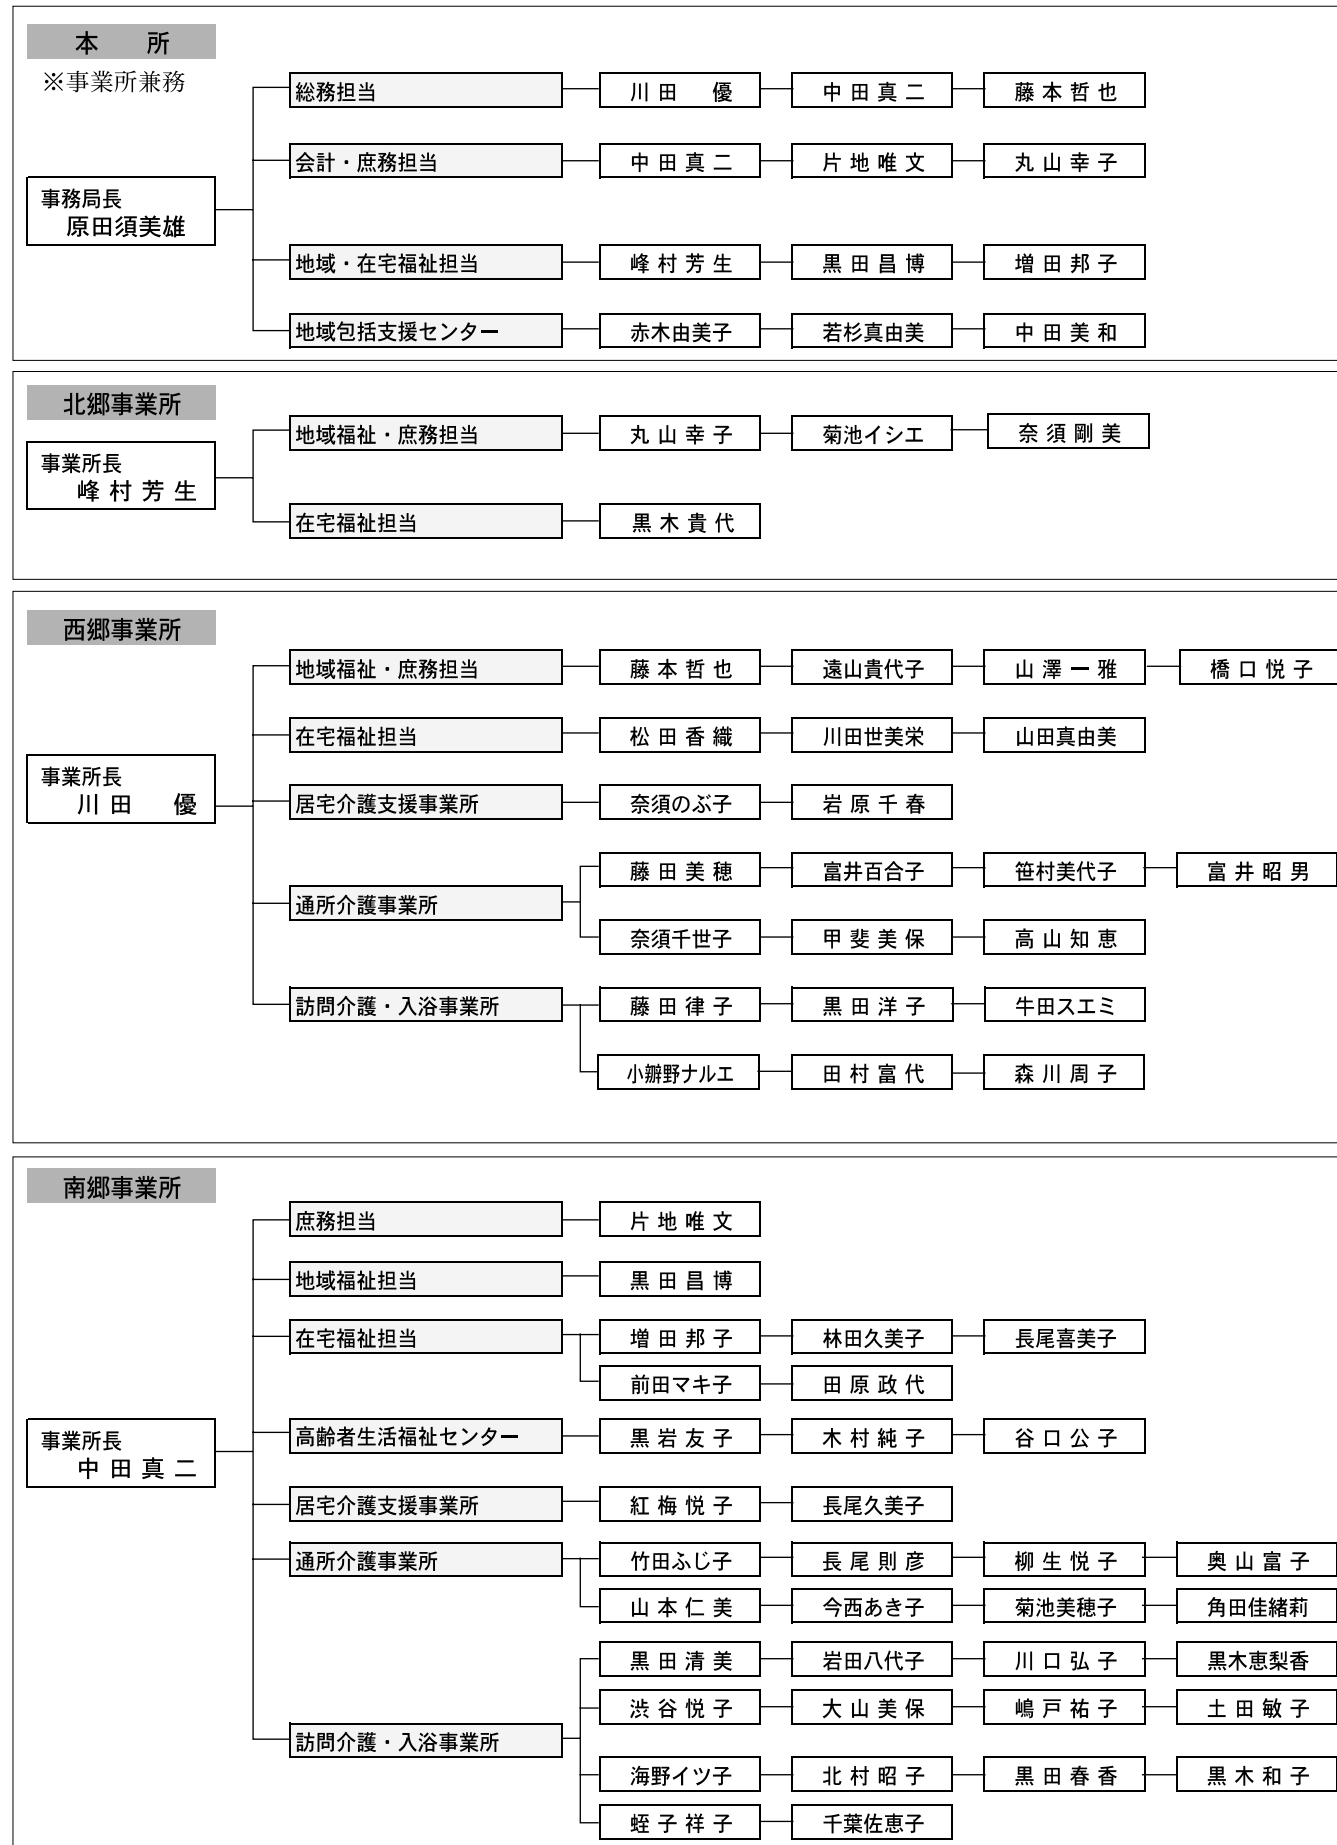 本　所
※事業所兼務
事務局長
原田須美雄
総務担当 川田　優 中田真二 藤本哲也
会計・庶務担当 中田真二 片地唯文 丸山幸子
地域・在宅福祉担当 峰村芳生 黒田昌博 増田邦子
地域包括支援センター 赤木由美子 若杉真由美 中田美和
北郷事業所
事業所長
峰村芳生
地域福祉・庶務担当 丸山幸子 菊池イシエ 奈須剛美
在宅福祉担当 黒木貴代
西郷事業所
事業所長
川田　優
地域福祉・庶務担当 藤本哲也 遠山貴代子 山澤一雅 橋口悦子
在宅福祉担当 松田香織 川田世美栄 山田真由美
居宅介護支援事業所 奈須のぶ子 岩原千春
通所介護事業所
藤田美穂 富井百合子 笹村美代子 富井昭男
奈須千世子 甲斐美保 高山知恵
訪問介護・入浴事業所 藤田律子 黒田洋子 牛田スエミ
小辧野ナルエ 田村富代 森川周子
南郷事業所
事業所長
中田真二
庶務担当 片地唯文
地域福祉担当 黒田昌博
在宅福祉担当 増田邦子 林田久美子 長尾喜美子
前田マキ子 田原政代
高齢者生活福祉センター 黒岩友子 木村純子 谷口公子
居宅介護支援事業所 紅梅悦子 長尾久美子
通所介護事業所 竹田ふじ子 長尾則彦 柳生悦子 奥山富子
山本仁美 今西あき子 菊池美穂子 角田佳緒莉
訪問介護・入浴事業所
黒田清美 岩田八代子 川口弘子 黒木恵梨香
渋谷悦子 大山美保 嶋戸祐子 土田敏子
海野イツ子 北村昭子 黒田春香 黒木和子
蛭子祥子 千葉佐恵子